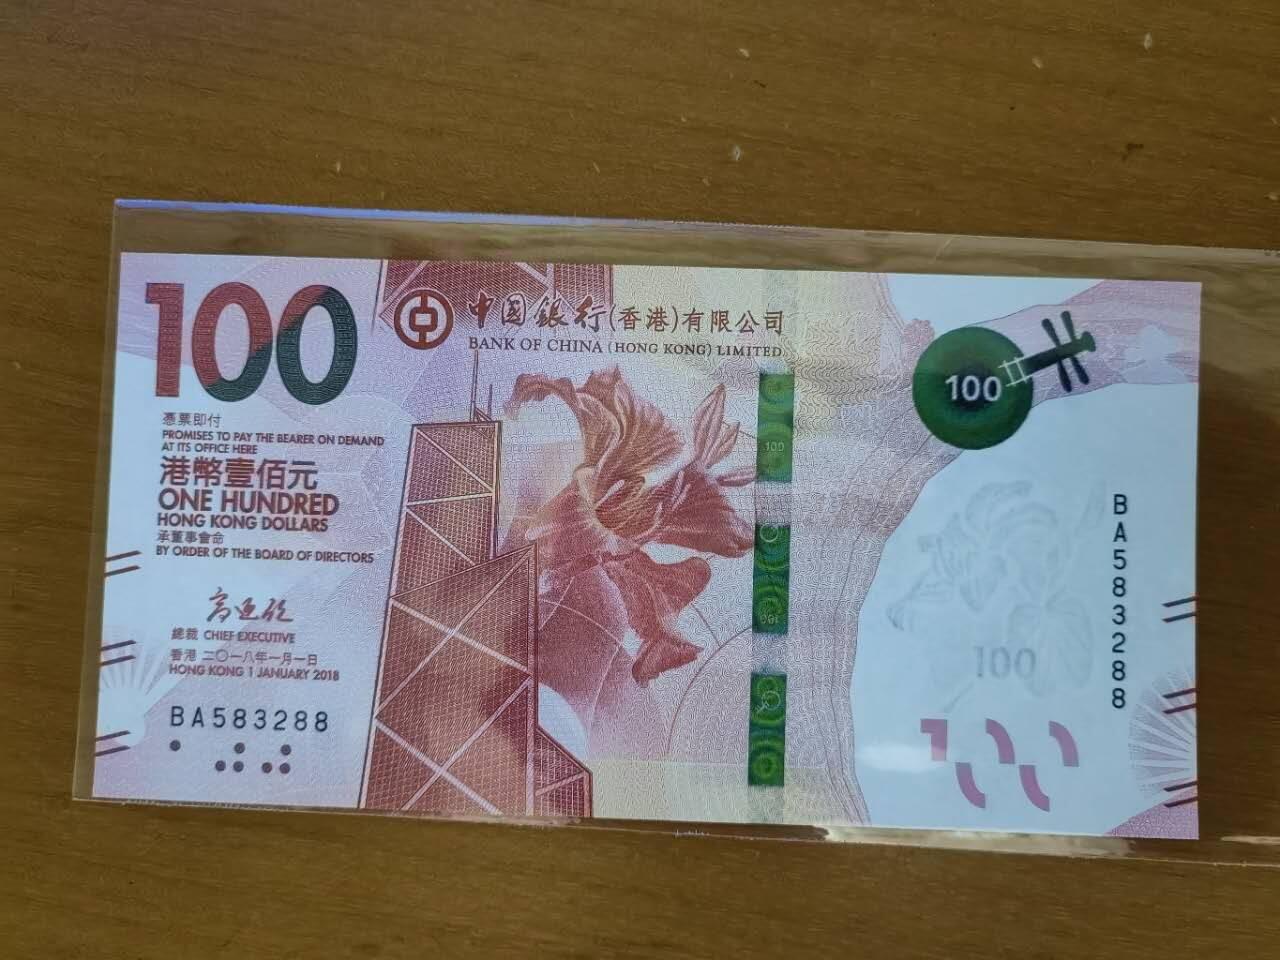 100
中国银行(香港)有限公司
BANK OF CHINA (HONG KONG) LIMITED
憑票即付
PROMISES TO PAY THE BEARER ON DEMAND
AT ITS OFFICE HERE
港幣壹佰元
ONE HUNDRED
HONG KONG DOLLARS
承董事會命
BY ORDER OF THE BOARD OF DIRECTORS
總裁 CHIEF EXECUTIVE
香港 二〇一八年一月一日
HONG KONG 1 JANUARY 2018
BA583288
100
100
100
100
BA583288